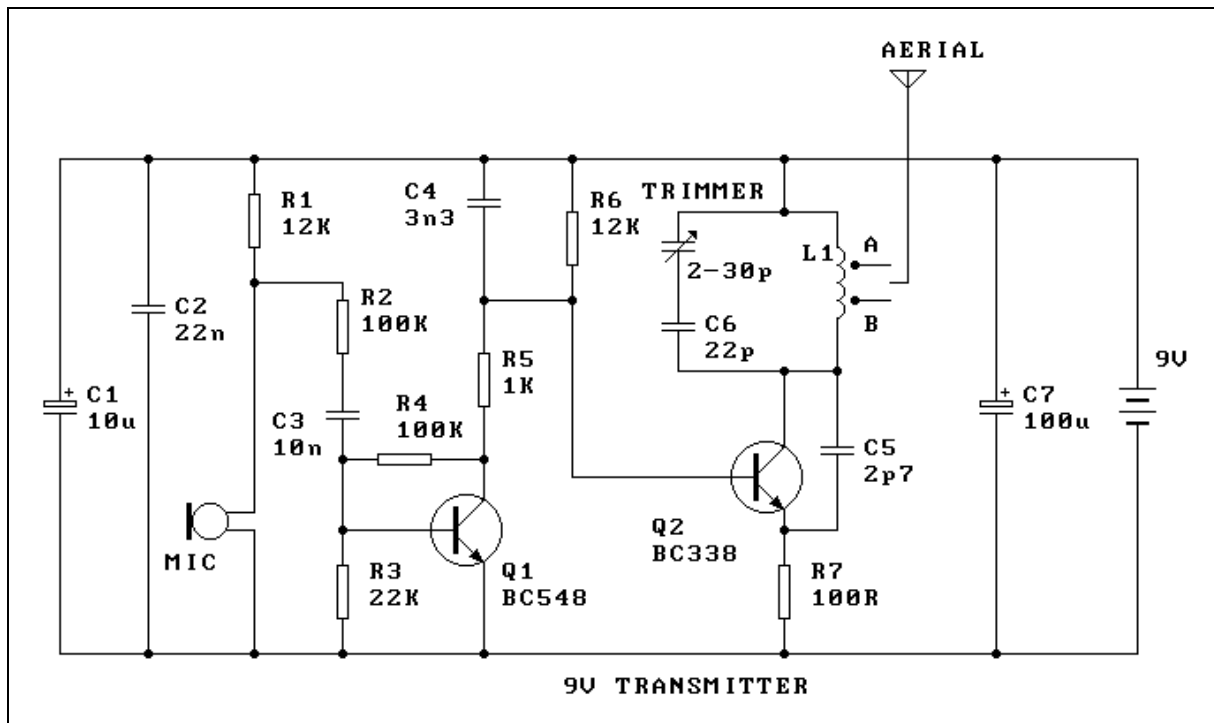 AERIAL
R1
12K
C4
3n3
R6
12K
TRIMMER
2-30p
L1
A
B
C2
22n
R2
100K
C6
22p
R5
1K
9V
+
C1
10u
C3
10n
R4
100K
+
C7
100u
C5
2p7
MIC
R3
22K
Q1
BC548
Q2
BC338
R7
100R
9V TRANSMITTER